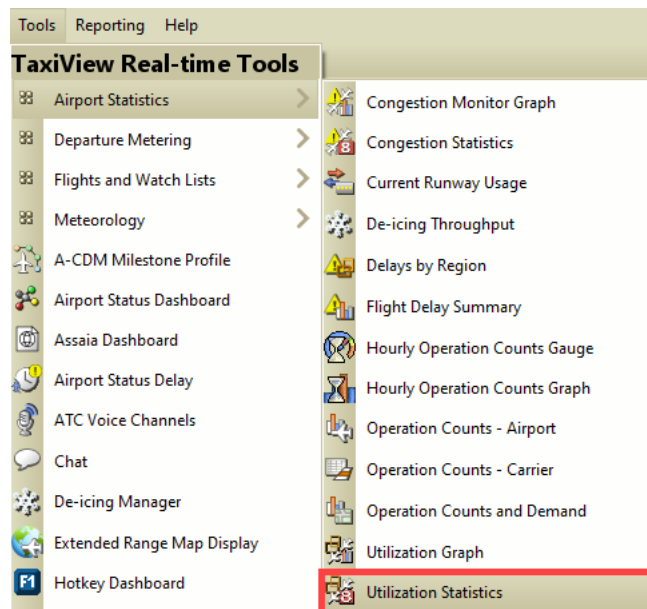 Tools Reporting Help
TaxiView Real-time Tools
Airport Statistics
Departure Metering
Flights and Watch Lists
Meteorology
A-CDM Milestone Profile
Airport Status Dashboard
Assaia Dashboard
Airport Status Delay
ATC Voice Channels
Chat
De-icing Manager
Extended Range Map Display
F1 Hotkey Dashboard
Congestion Monitor Graph
8 Congestion Statistics
Current Runway Usage
De-icing Throughput
Delays by Region
Flight Delay Summary
Hourly Operation Counts Gauge
Hourly Operation Counts Graph
Operation Counts - Airport
Operation Counts - Carrier
Operation Counts and Demand
Utilization Graph
8 Utilization Statistics